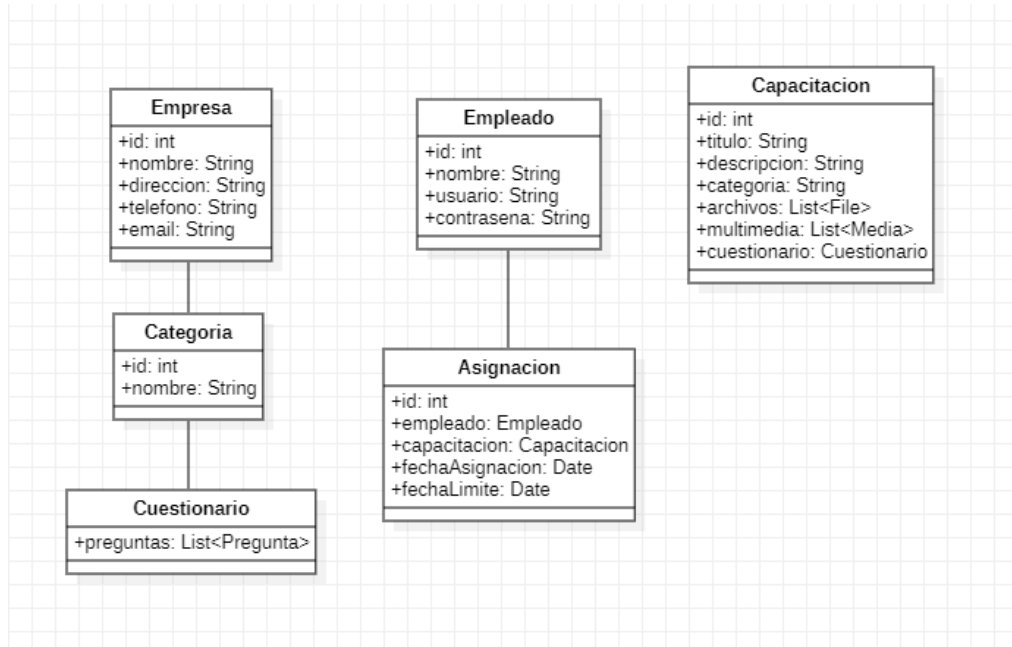 Empresa
+id: int
+nombre: String
+direccion: String
+telefono: String
+email: String
Categoria
+id: int
+nombre: String
Cuestionario
+preguntas: List<Pregunta>
Empleado
+id: int
+nombre: String
+usuario: String
+contrasena: String
Asignacion
+id: int
+empleado: Empleado
+capacitacion: Capacitacion
+fechaAsignacion: Date
+fechaLimite: Date
Capacitacion
+id: int
+titulo: String
+descripcion: String
+categoria: String
+archivos: List<File>
+multimedia: List<Media>
+cuestionario: Cuestionario